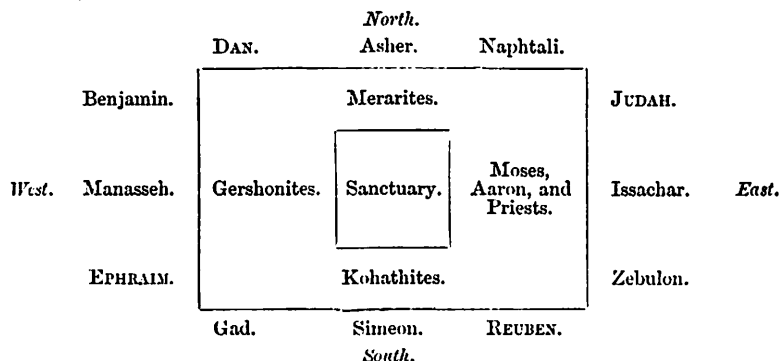 North.
DAN. Asher. Naphtali.
Benjamin. Merarites. JUDAH.
West. Manasseh. Gershonites. Sanctuary. Moses, Aaron, and Priests. Issachar. East.
EPHRAIM. Kohathites. Zebulon.
Gad. Simeon. REUBEN.
South.